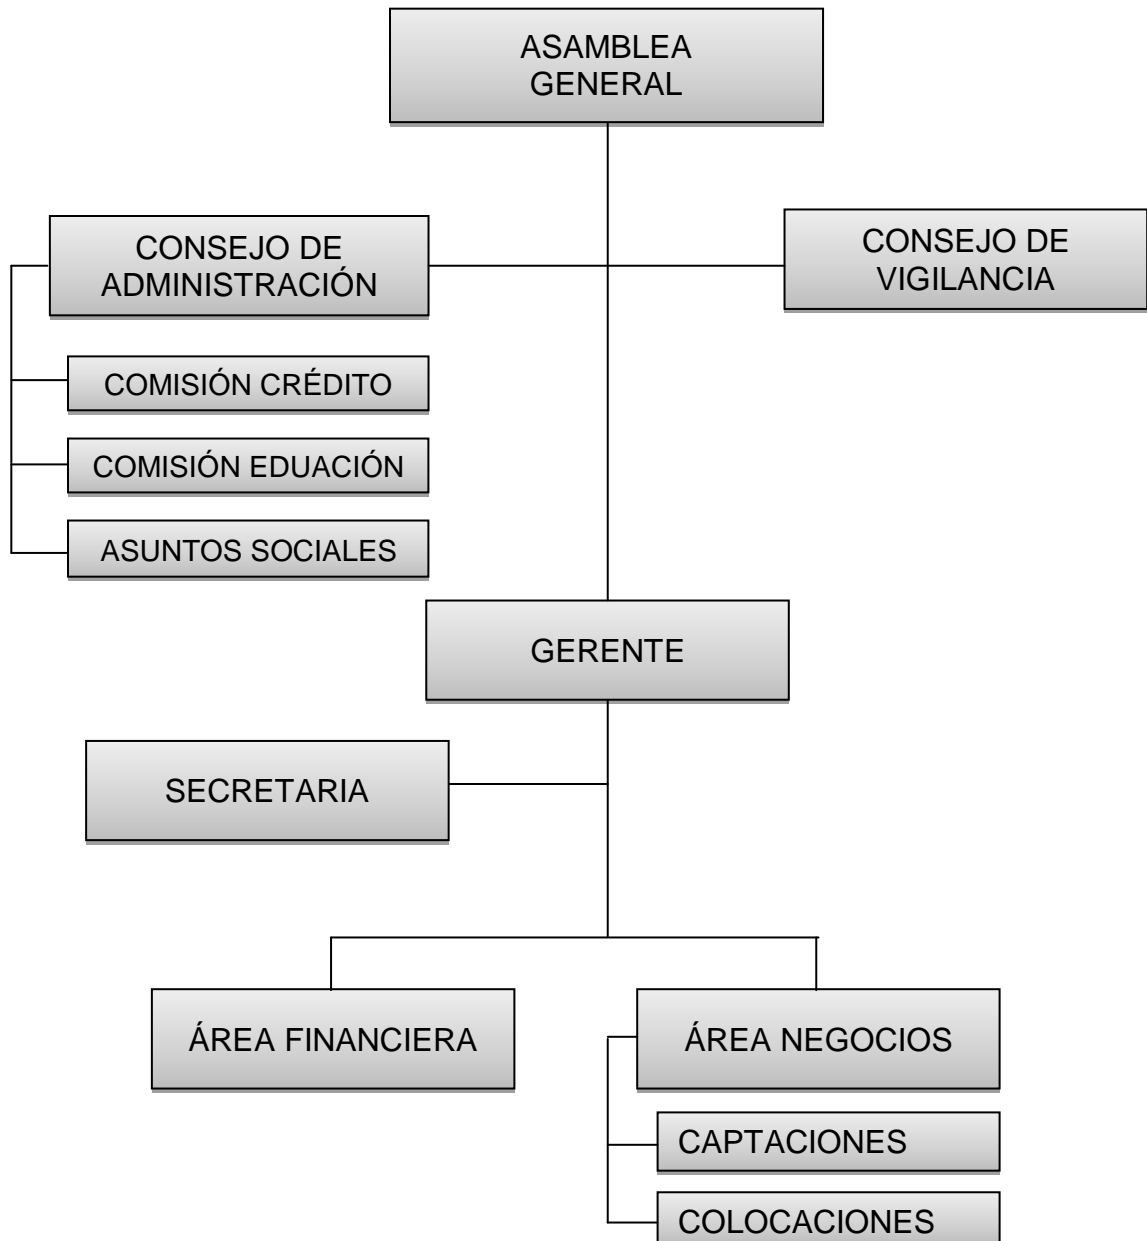 ASAMBLEA
GENERAL
CONSEJO DE
ADMINISTRACIÓN
CONSEJO DE
VIGILANCIA
COMISIÓN CRÉDITO
COMISIÓN EDUACIÓN
ASUNTOS SOCIALES
GERENTE
SECRETARIA
ÁREA FINANCIERA
ÁREA NEGOCIOS
CAPTACIONES
COLOCACIONES